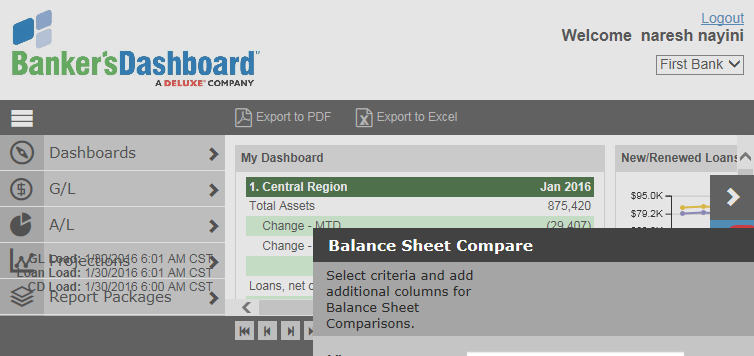 Logout
Welcome naresh nayini
Banker'sDashboard™
A DELUXE® COMPANY
First Bank
Export to PDF
Export to Excel
Dashboards
G/L
A/L
Projections
Report Packages
GL Load: 1/30/2016 6:01 AM CST
Loan Load: 1/30/2016 6:01 AM CST
CD Load: 1/30/2016 6:00 AM CST
My Dashboard
1. Central Region Jan 2016
Total Assets 875,420
Change - MTD (29,407)
Change -
Loans, net o
New/Renewed Loans
$95.0K
$79.2K
Balance Sheet Compare
Select criteria and add
additional columns for
Balance Sheet
Comparisons.